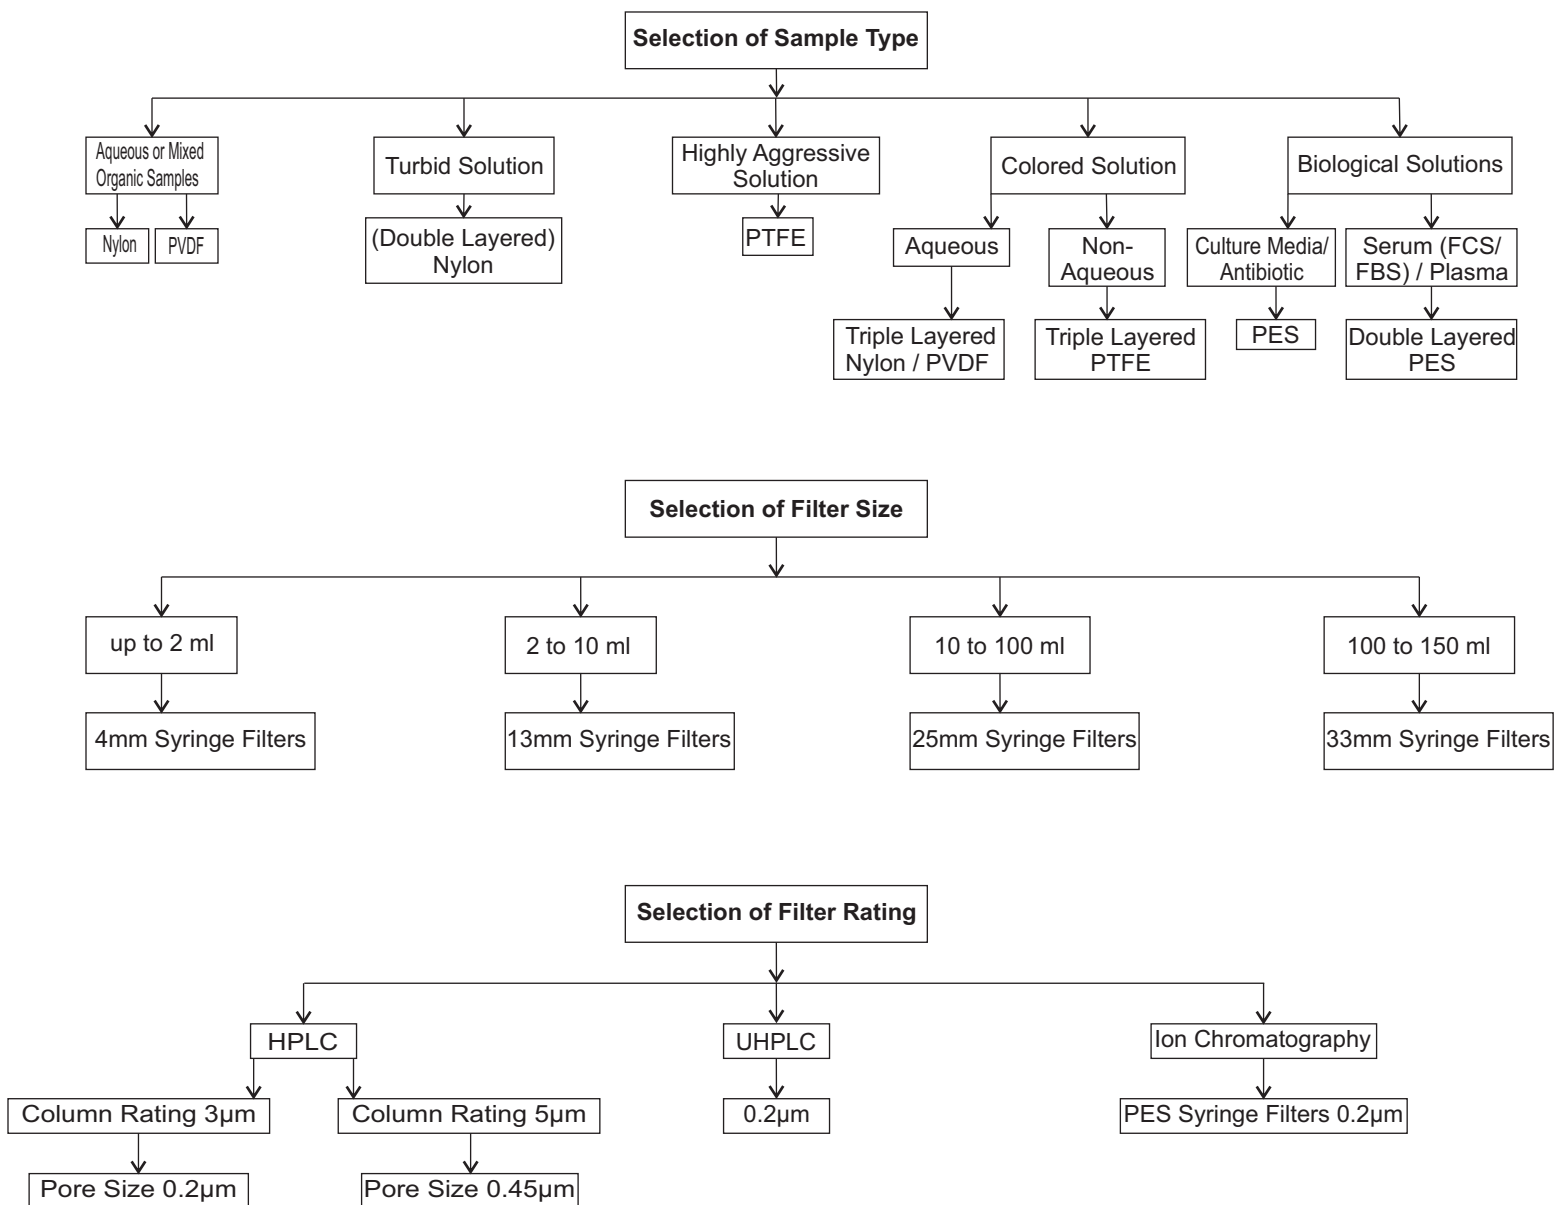 Selection of Sample Type
Aqueous or Mixed
Organic Samples
Nylon
PVDF
Turbid Solution
(Double Layered)
Nylon
Highly Aggressive
Solution
PTFE
Colored Solution
Aqueous
Triple Layered
Nylon / PVDF
Non-
Aqueous
Triple Layered
PTFE
Biological Solutions
Culture Media/
Antibiotic
PES
Serum (FCS/
FBS) / Plasma
Double Layered
PES
Selection of Filter Size
up to 2 ml
4mm Syringe Filters
2 to 10 ml
13mm Syringe Filters
10 to 100 ml
25mm Syringe Filters
100 to 150 ml
33mm Syringe Filters
Selection of Filter Rating
HPLC
Column Rating 3µm
Pore Size 0.2µm
Column Rating 5µm
Pore Size 0.45µm
UHPLC
0.2µm
Ion Chromatography
PES Syringe Filters 0.2µm